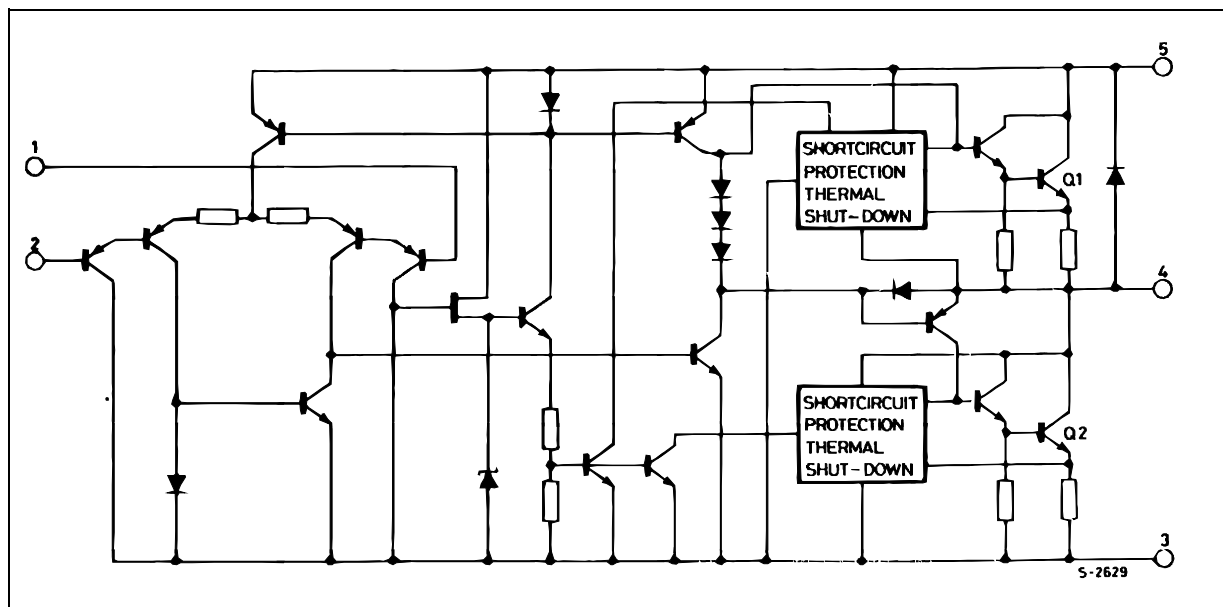 5
1
SHORTCIRCUIT
PROTECTION
THERMAL
SHUT-DOWN
Q1
2
4
SHORTCIRCUIT
PROTECTION
THERMAL
SHUT-DOWN
Q2
3
S-2629